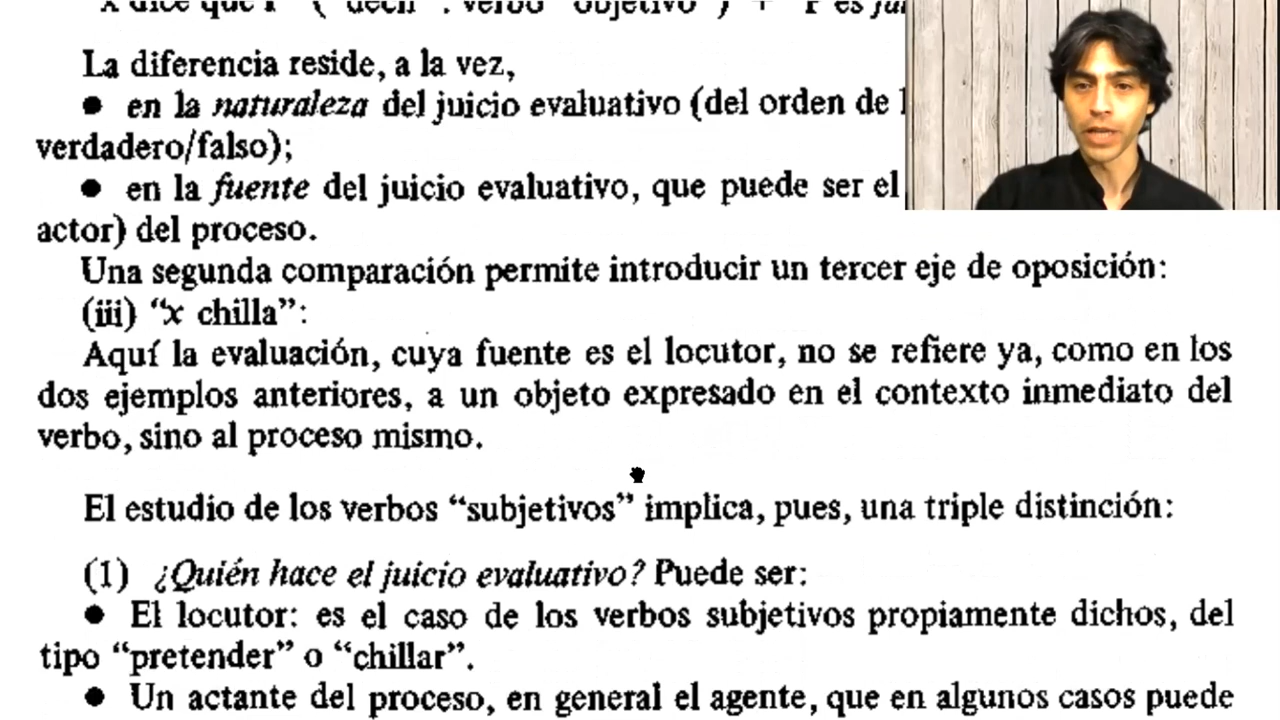 x dice que P (“decir”: verbo “objetivo”) +
La diferencia reside, a la vez,
● en la naturaleza del juicio evaluativo (del orden de
verdadero/falso);
● en la fuente del juicio evaluativo, que puede ser el
actor) del proceso.
Una segunda comparación permite introducir un tercer eje de oposición:
(iii) “x chilla”:
Aquí la evaluación, cuya fuente es el locutor, no se refiere ya, como en los
dos ejemplos anteriores, a un objeto expresado en el contexto inmediato del
verbo, sino al proceso mismo.
El estudio de los verbos “subjetivos” implica, pues, una triple distinción:
(1) ¿Quién hace el juicio evaluativo? Puede ser:
● El locutor: es el caso de los verbos subjetivos propiamente dichos, del
tipo “pretender” o “chillar”.
● Un actante del proceso, en general el agente, que en algunos casos puede